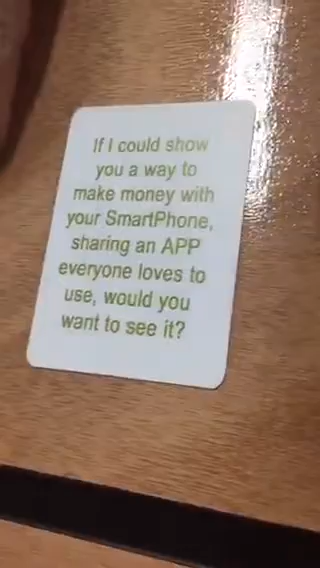 If I could show
you a way to
make money with
your SmartPhone,
sharing an APP
everyone loves to
use, would you
want to see it?